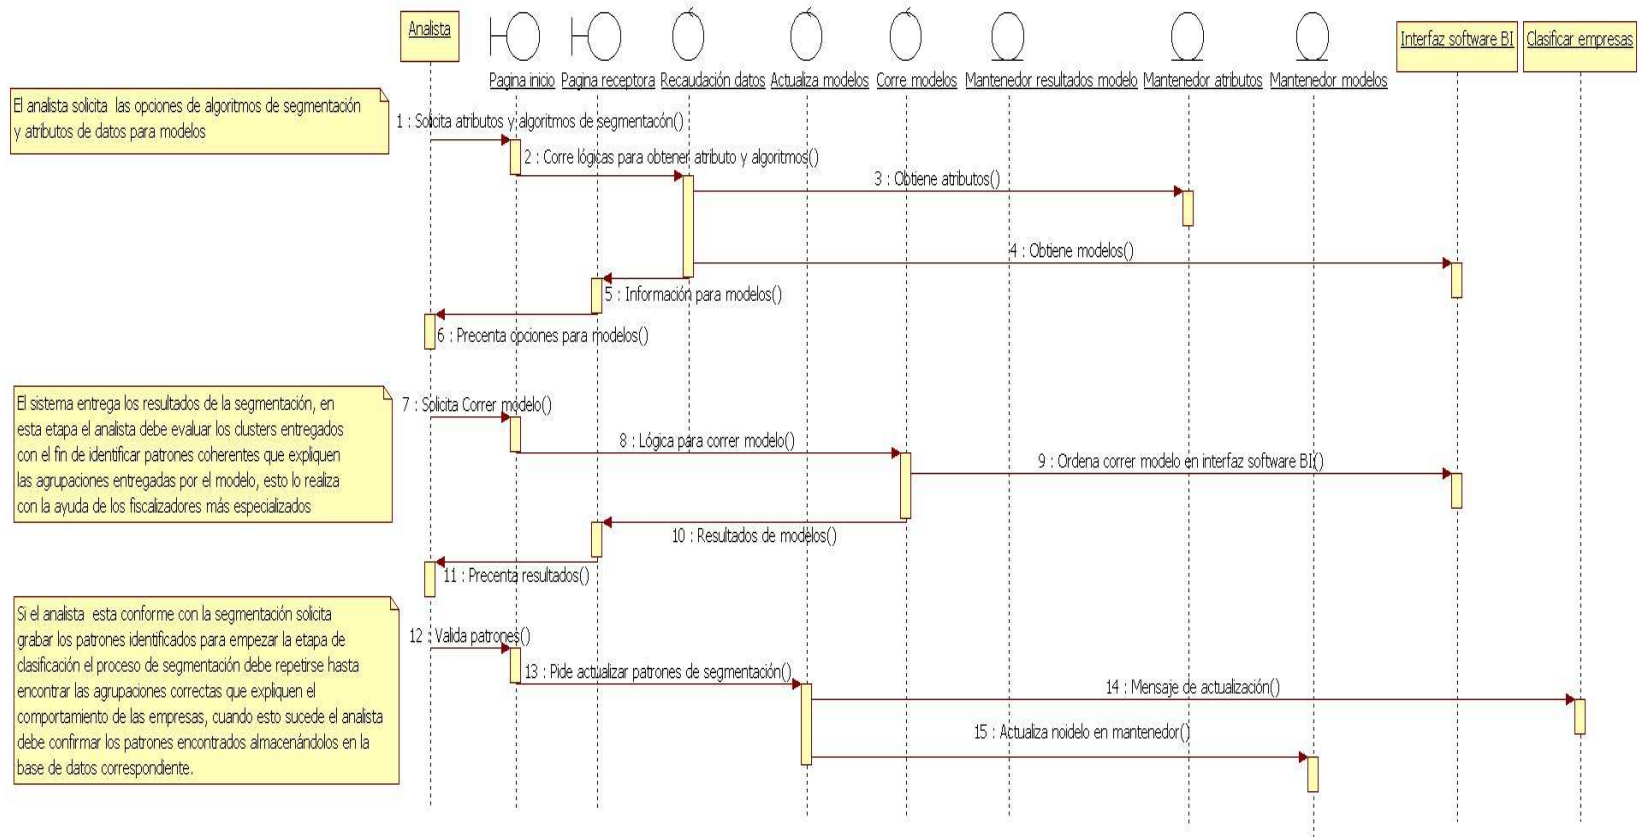 Analista
Pagina inicio
Pagina receptora
Recaudación datos
Actualiza modelos
Corre modelos
Mantenedor resultados modelo
Mantenedor atributos
Mantenedor modelos
Interfaz software BI
Clasificar empresas
El analista solicita las opciones de algoritmos de segmentación
y atributos de datos para modelos
1 : Solicita atributos y algoritmos de segmentacón()
2 : Corre lógicas para obtener atributo y algoritmos()
3 : Obtiene atributos()
4 : Obtiene modelos()
5 : Información para modelos()
6 : Precenta opciones para modelos()
El sistema entrega los resultados de la segmentación, en
esta etapa el analista debe evaluar los clusters entregados
con el fin de identificar patrones coherentes que expliquen
las agrupaciones entregadas por el modelo, esto lo realiza
con la ayuda de los fiscalizadores más especializados
7 : Solicita Correr modelo()
8 : Lógica para correr modelo()
9 : Ordena correr modelo en interfaz software BI()
10 : Resultados de modelos()
11 : Precenta resultados()
Si el analista esta conforme con la segmentación solicita
grabar los patrones identificados para empezar la etapa de
clasificación el proceso de segmentación debe repetirse hasta
encontrar las agrupaciones correctas que expliquen el
comportamiento de las empresas, cuando esto sucede el analista
debe confirmar los patrones encontrados almacenándolos en la
base de datos correspondiente.
12 : Valida patrones()
13 : Pide actualizar patrones de segmentación()
14 : Mensaje de actualización()
15 : Actualiza noidelo en mantenedor()